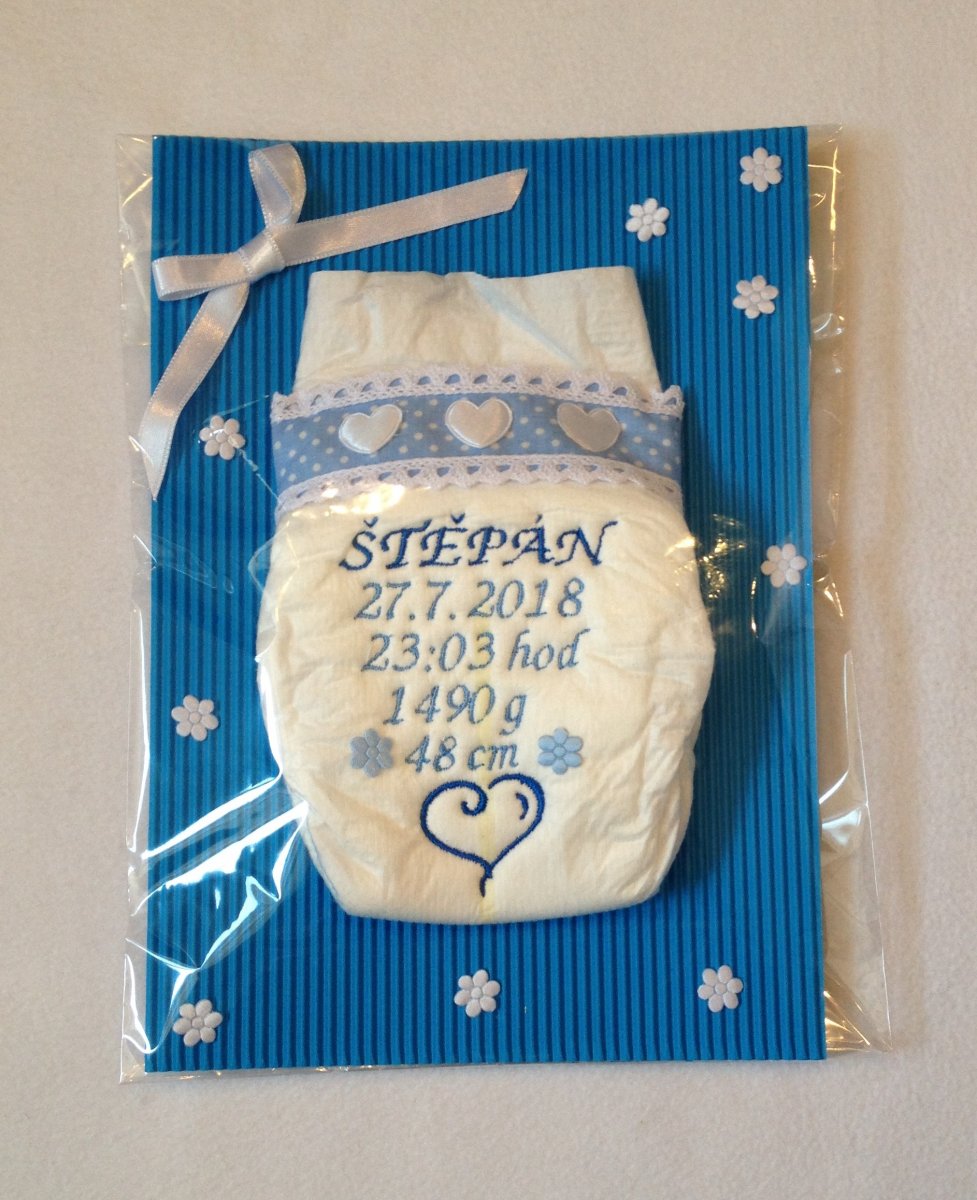 ŠTĚPÁN
27.7.2018
23:03 hod
1490 g
48 cm